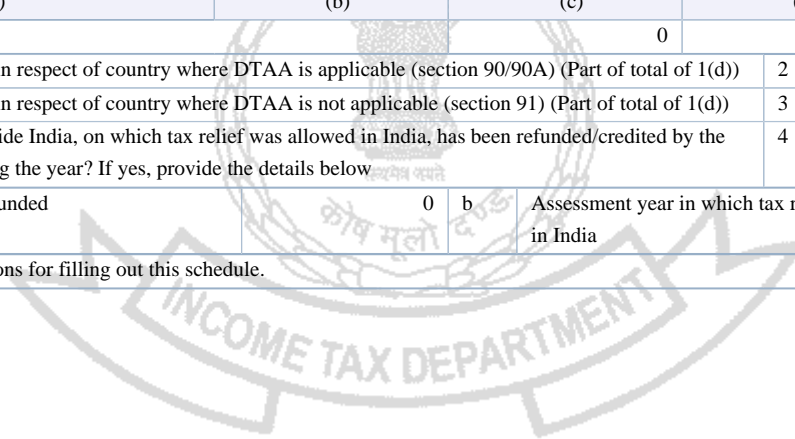 ) (b) (c)
0
n respect of country where DTAA is applicable (section 90/90A) (Part of total of 1(d)) 2
n respect of country where DTAA is not applicable (section 91) (Part of total of 1(d)) 3
ide India, on which tax relief was allowed in India, has been refunded/credited by the 4
g the year? If yes, provide the details below
सत्यमेव जयते
unded 0 b Assessment year in which tax r
in India
कोष मूलो दण्ड
ons for filling out this schedule.
INCOME TAX DEPARTMENT